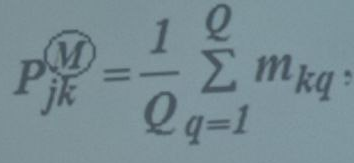 P_{jk}^{Ⓜ} = \frac{1}{Q} \sum_{q=1}^{Q} m_{kq}.